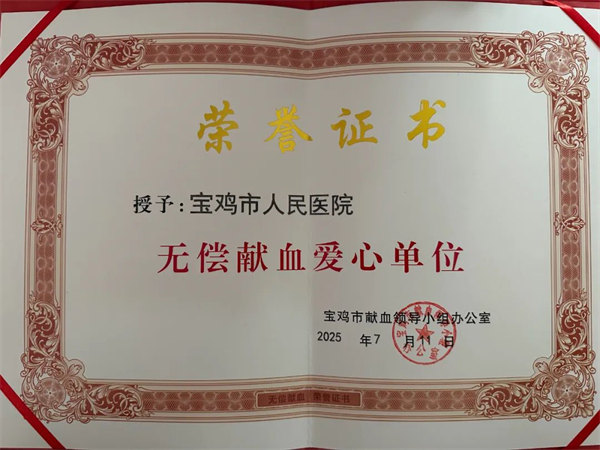 荣誉证书
授予：宝鸡市人民医院
无偿献血爱心单位
宝鸡市献血领导小组办公室
2025 年 7 月 11 日
无偿献血 荣誉证书